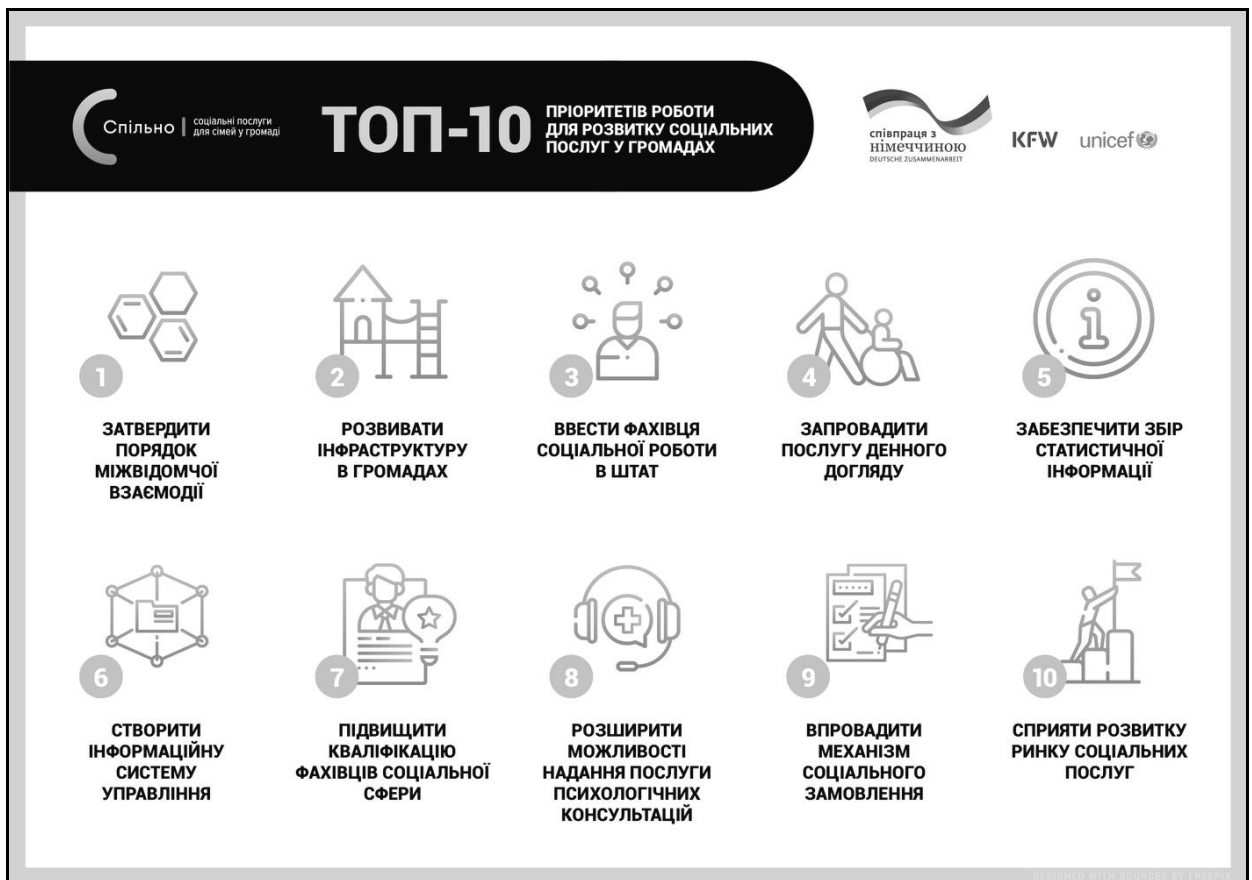 Спільно
соціальні послуги
для сімей у громаді
ТОП-10
ПРІОРИТЕТІВ РОБОТИ
ДЛЯ РОЗВИТКУ СОЦІАЛЬНИХ
ПОСЛУГ У ГРОМАДАХ
співпраця з
німеччиною
DEUTSCHE ZUSAMMENARBEIT
KFW
unicef
1
ЗАТВЕРДИТИ
ПОРЯДОК
МІЖВІДОМЧОЇ
ВЗАЄМОДІЇ
2
РОЗВИВАТИ
ІНФРАСТРУКТУРУ
В ГРОМАДАХ
3
ВВЕСТИ ФАХІВЦЯ
СОЦІАЛЬНОЇ РОБОТИ
В ШТАТ
4
ЗАПРОВАДИТИ
ПОСЛУГУ ДЕННОГО
ДОГЛЯДУ
5
ЗАБЕЗПЕЧИТИ ЗБІР
СТАТИСТИЧНОЇ
ІНФОРМАЦІЇ
6
СТВОРИТИ
ІНФОРМАЦІЙНУ
СИСТЕМУ
УПРАВЛІННЯ
7
ПІДВИЩИТИ
КВАЛІФІКАЦІЮ
ФАХІВЦІВ СОЦІАЛЬНОЇ
СФЕРИ
8
РОЗШИРИТИ
МОЖЛИВОСТІ
НАДАННЯ ПОСЛУГИ
ПСИХОЛОГІЧНИХ
КОНСУЛЬТАЦІЙ
9
ВПРОВАДИТИ
МЕХАНІЗМ
СОЦІАЛЬНОГО
ЗАМОВЛЕННЯ
10
СПРИЯТИ РОЗВИТКУ
РИНКУ СОЦІАЛЬНИХ
ПОСЛУГ
DESIGNED WITH SOURCES BY FREEPIK